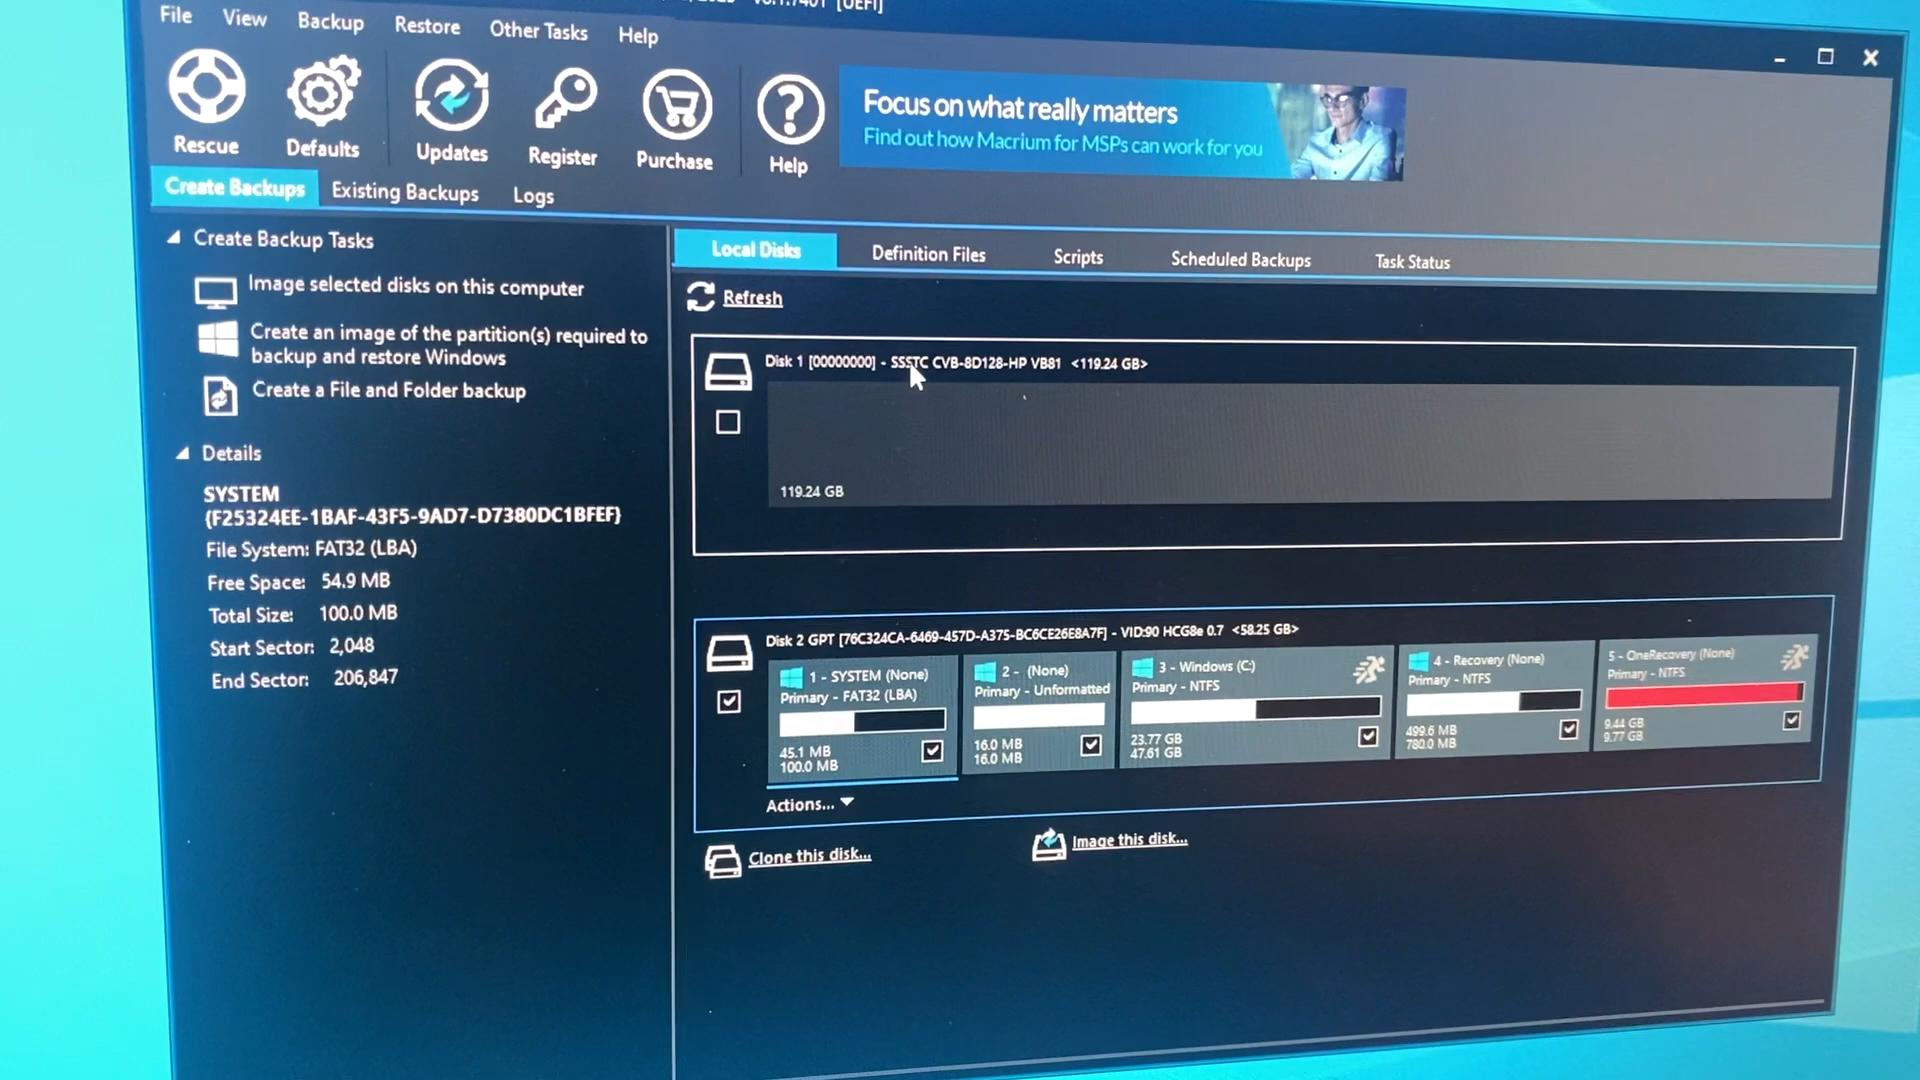 v8.1.7401 [UEFI]
File View Backup Restore Other Tasks Help
Rescue Defaults Updates Register Purchase Help
Focus on what really matters
Find out how Macrium for MSPs can work for you
Create Backups Existing Backups Logs
Create Backup Tasks
Image selected disks on this computer
Create an image of the partition(s) required to
backup and restore Windows
Create a File and Folder backup
Details
SYSTEM
{F25324EE-1BAF-43F5-9AD7-D7380DC1BFEF}
File System: FAT32 (LBA)
Free Space: 54.9 MB
Total Size: 100.0 MB
Start Sector: 2,048
End Sector: 206,847
Local Disks Definition Files Scripts Scheduled Backups Task Status
Refresh
Disk 1 [00000000] - SSSTC CVB-8D128-HP VB81 <119.24 GB>
119.24 GB
Disk 2 GPT [76C324CA-6469-457D-A375-BC6CE26E8A7F] - VID:90 HCG8e 0.7 <58.25 GB>
1 - SYSTEM (None)
Primary - FAT32 (LBA)
45.1 MB
100.0 MB
2 - (None)
Primary - Unformatted
16.0 MB
16.0 MB
3 - Windows (C:)
Primary - NTFS
23.77 GB
47.61 GB
4 - Recovery (None)
Primary - NTFS
499.6 MB
780.0 MB
5 - OneRecovery (None)
Primary - NTFS
9.44 GB
9.77 GB
Actions...
Clone this disk... Image this disk...